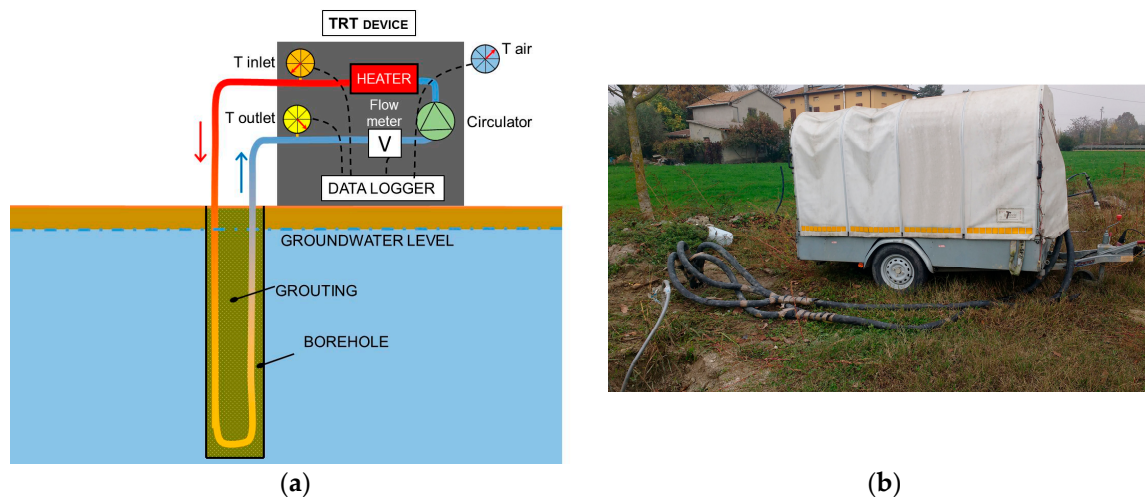 TRT DEVICE
T inlet
T air
HEATER
Flow
meter
T outlet
Circulator
V
DATA LOGGER
GROUNDWATER LEVEL
GROUTING
BOREHOLE
(a)
(b)